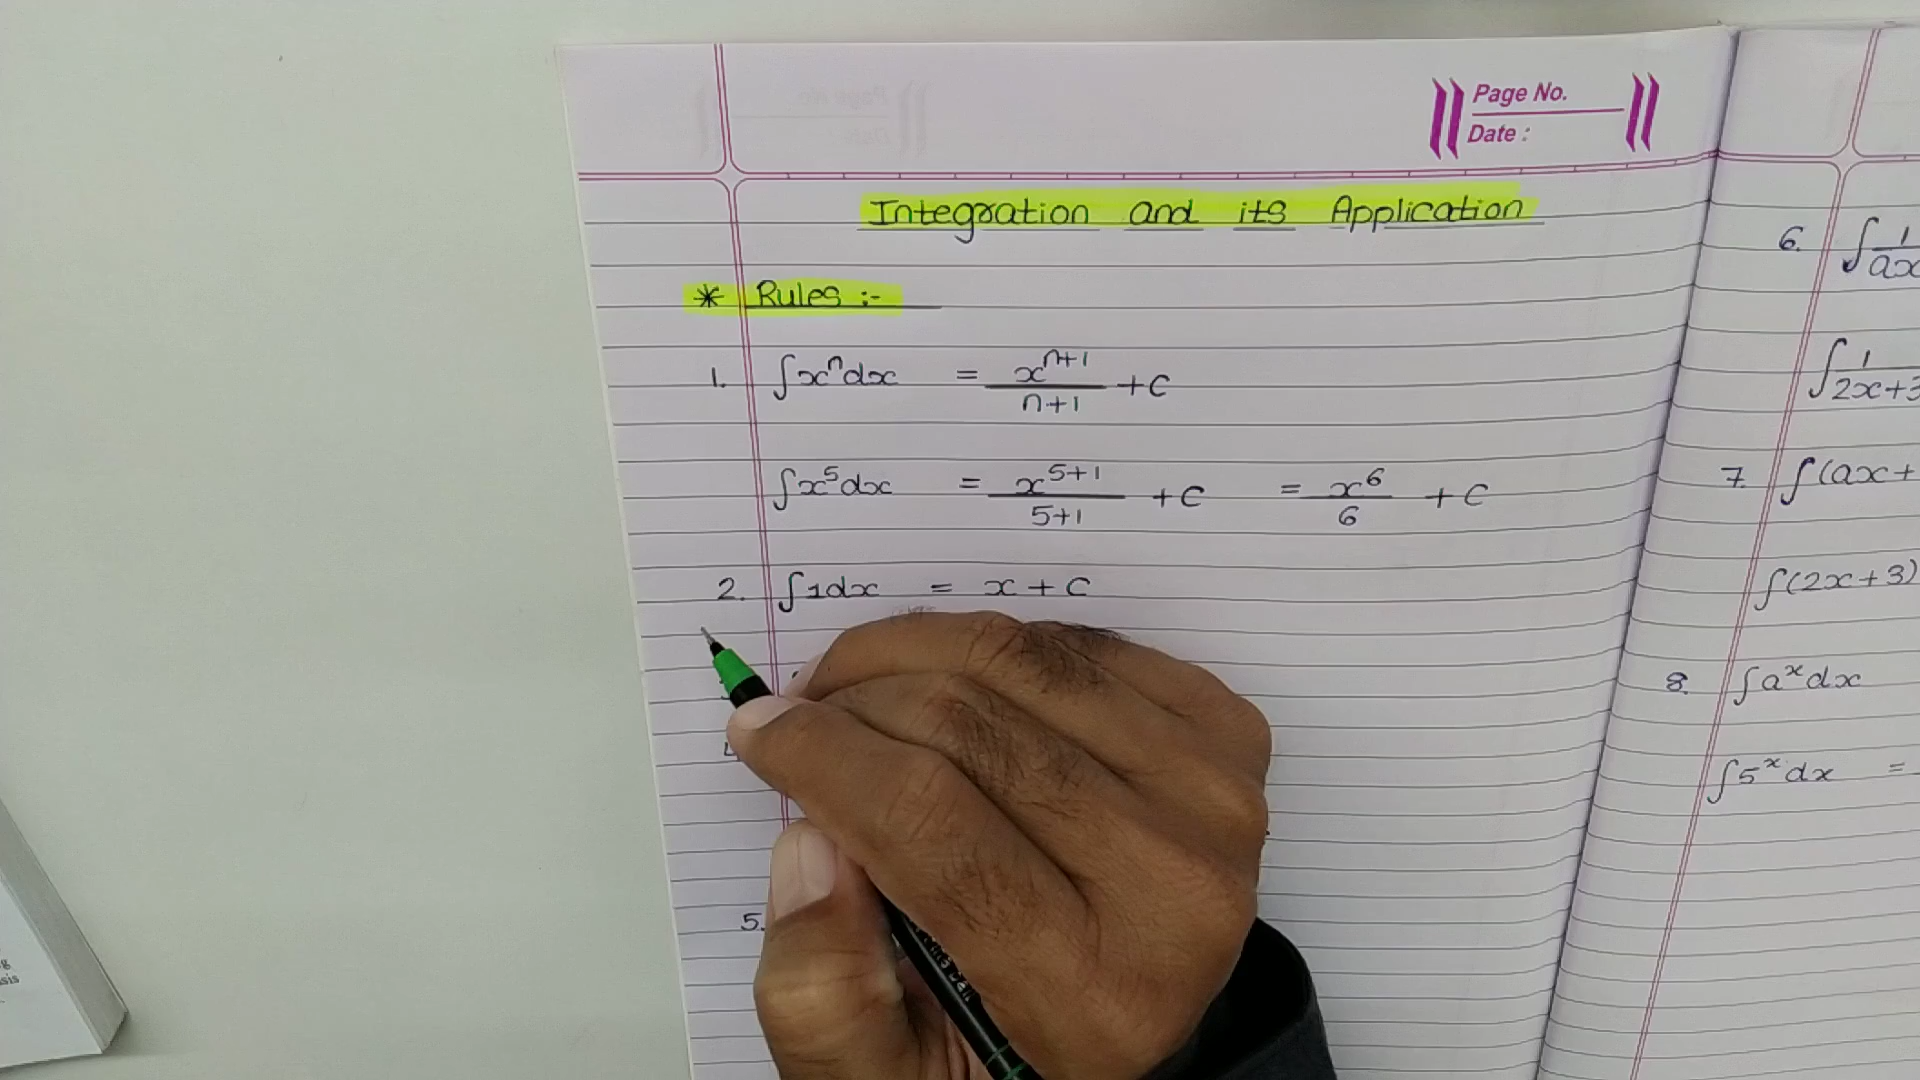 Page No.
Date :
Integration and its Application
* Rules :-
1. ∫xⁿdx = xⁿ⁺¹/n+1 + C
∫x⁵dx = x⁵⁺¹/5+1 + C = x⁶/6 + C
2. ∫1dx = x + C
5.
6. ∫1/ax
∫1/2x+3
7. ∫(ax+
∫(2x+3)
8. ∫aˣdx
∫5ˣdx =